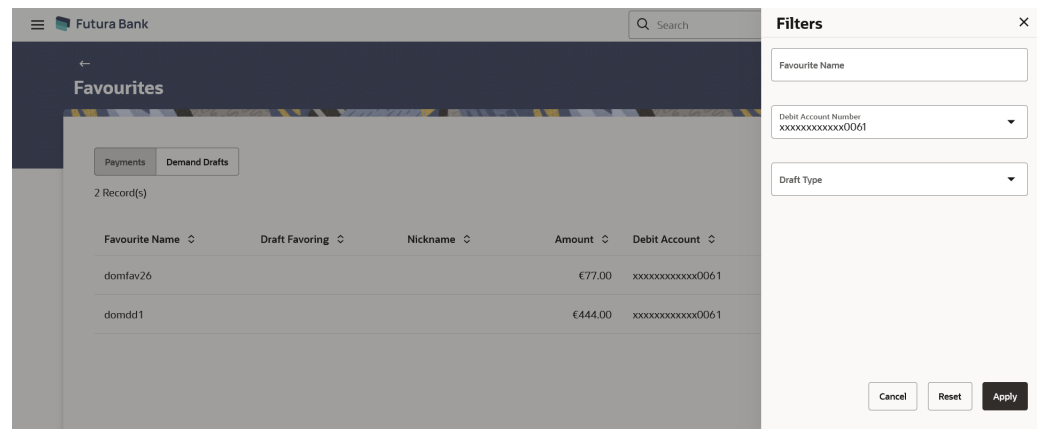 Futura Bank
Search
Favourites
Payments Demand Drafts
2 Record(s)
Favourite Name Draft Favoring Nickname Amount Debit Account
domfav26 €77.00 xxxxxxxxxxxx0061
domdd1 €444.00 xxxxxxxxxxxx0061
Filters
Favourite Name
Debit Account Number
xxxxxxxxxxxx0061
Draft Type
Cancel Reset Apply